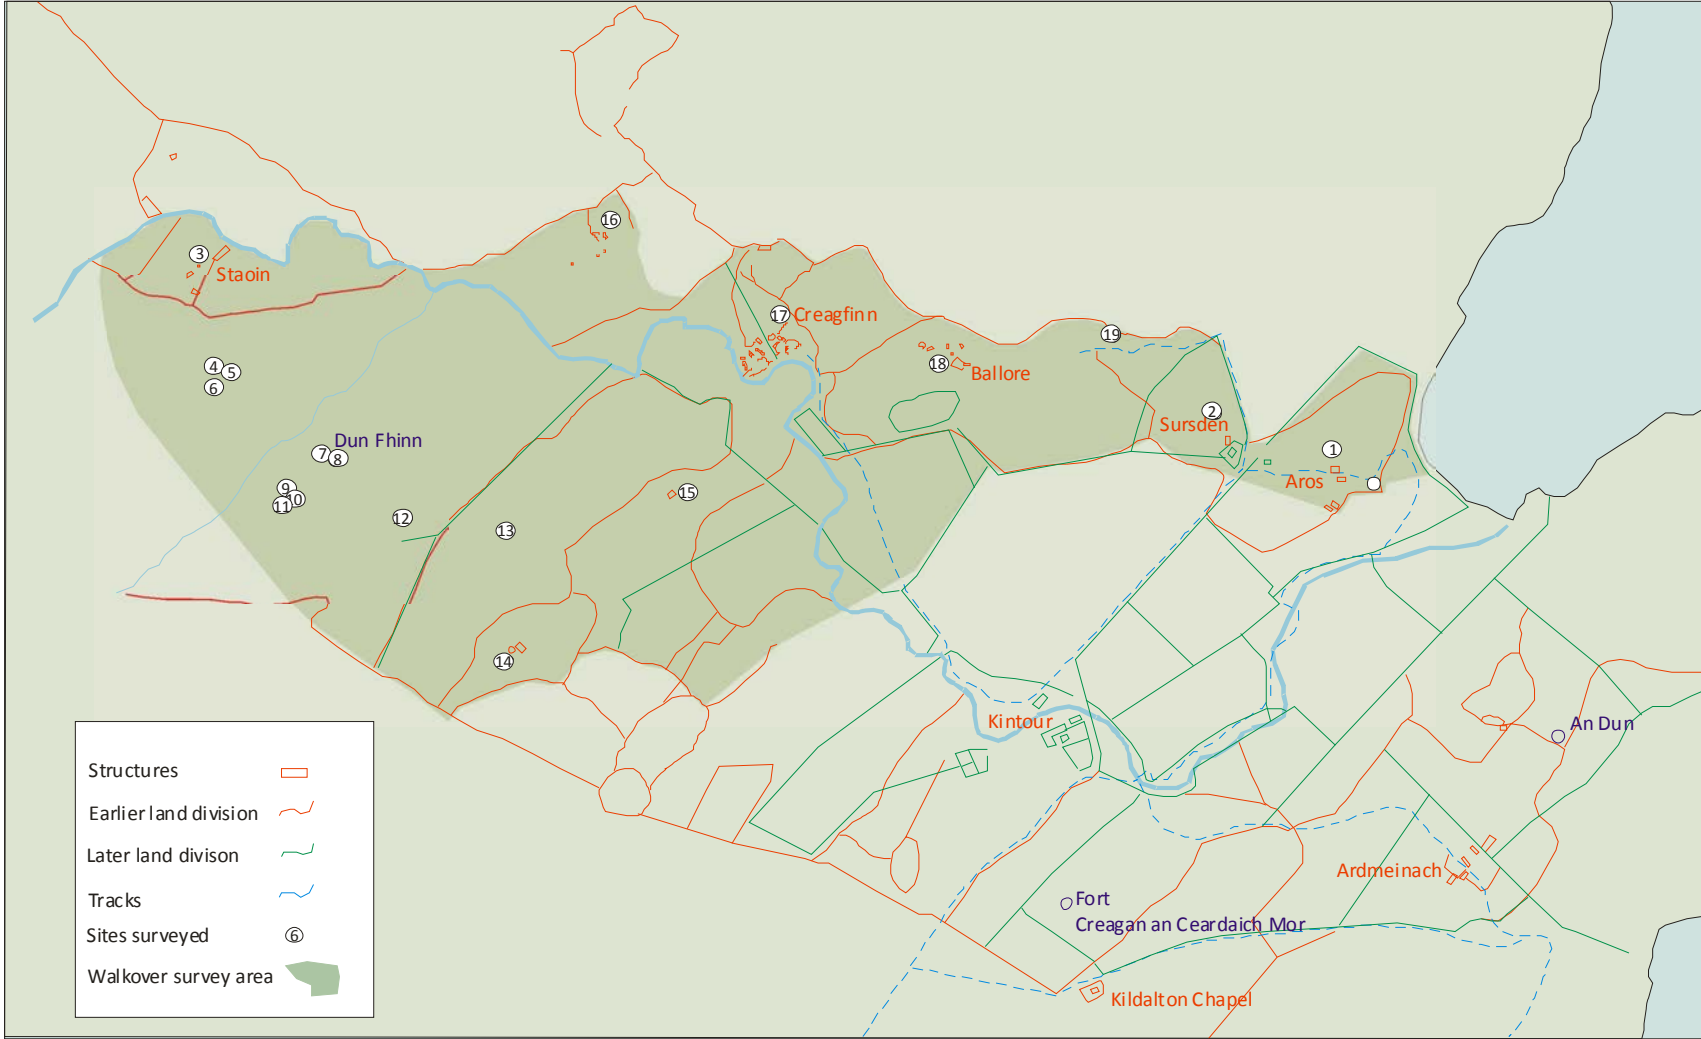 16
3
Staoin
17
Creagfinn
19
4
5
6
18
Ballore
2
Sursden
Dun Fhinn
7
8
1
Aros
9
10
11
15
12
13
14
Kintour
An Dun
Structures
Earlier land division
Later land divison
Tracks
Sites surveyed
6
Walkover survey area
Ardmeinach
Fort
Creagan an Ceardaich Mor
Kildalton Chapel